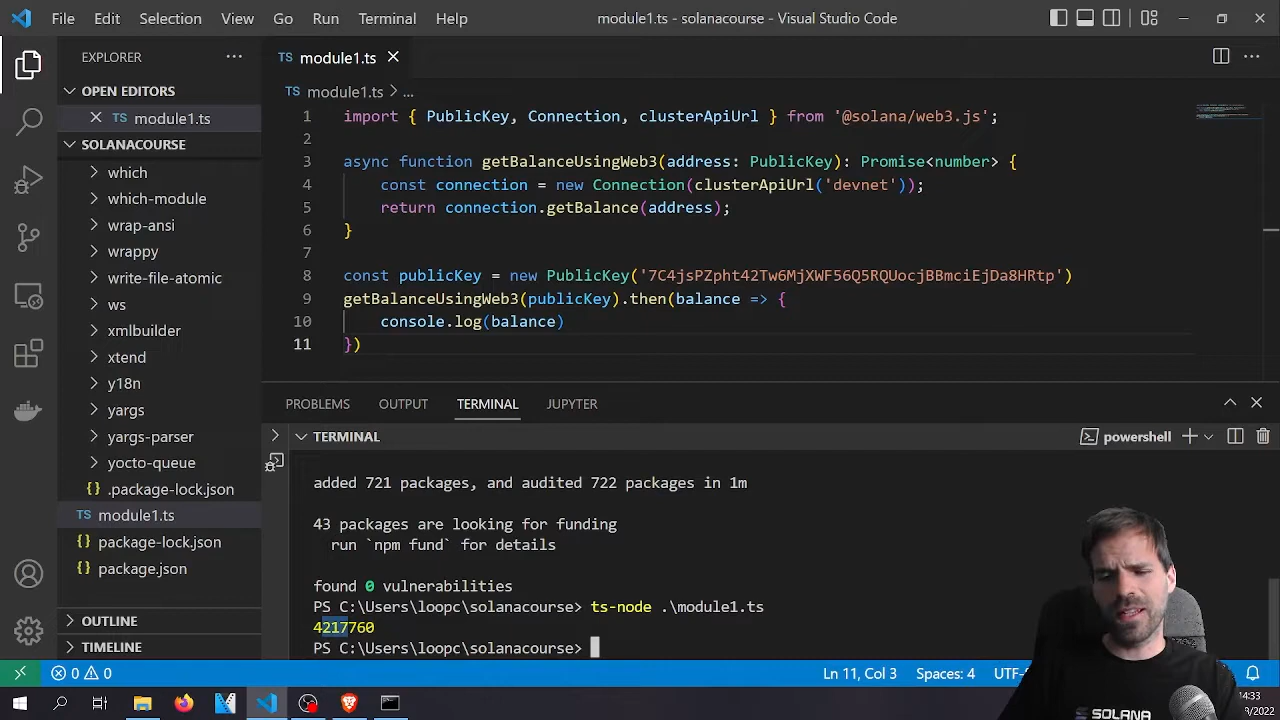 File Edit Selection View Go Run Terminal Help
module1.ts - solanacourse - Visual Studio Code
EXPLORER
OPEN EDITORS
TS module1.ts
SOLANACOURSE
which
which-module
wrap-ansi
wrappy
write-file-atomic
ws
xmlbuilder
xtend
y18n
yargs
yargs-parser
yocto-queue
{} .package-lock.json
TS module1.ts
{} package-lock.json
{} package.json
OUTLINE
TIMELINE
TS module1.ts
TS module1.ts > ...
1 import { PublicKey, Connection, clusterApiUrl } from '@solana/web3.js';
2
3 async function getBalanceUsingWeb3(address: PublicKey): Promise<number> {
4 const connection = new Connection(clusterApiUrl('devnet'));
5 return connection.getBalance(address);
6 }
7
8 const publicKey = new PublicKey('7C4jsPZpht42Tw6MjXWF56Q5RQUocjBBmciEjDa8HRtp')
9 getBalanceUsingWeb3(publicKey).then(balance => {
10 console.log(balance)
11 })
PROBLEMS OUTPUT TERMINAL JUPYTER
TERMINAL
powershell
added 721 packages, and audited 722 packages in 1m
43 packages are looking for funding
run `npm fund` for details
found 0 vulnerabilities
PS C:\Users\loopc\solanacourse> ts-node .\module1.ts
4217760
PS C:\Users\loopc\solanacourse>
0 0
Ln 11, Col 3 Spaces: 4
SOLANA
14:33
/2022